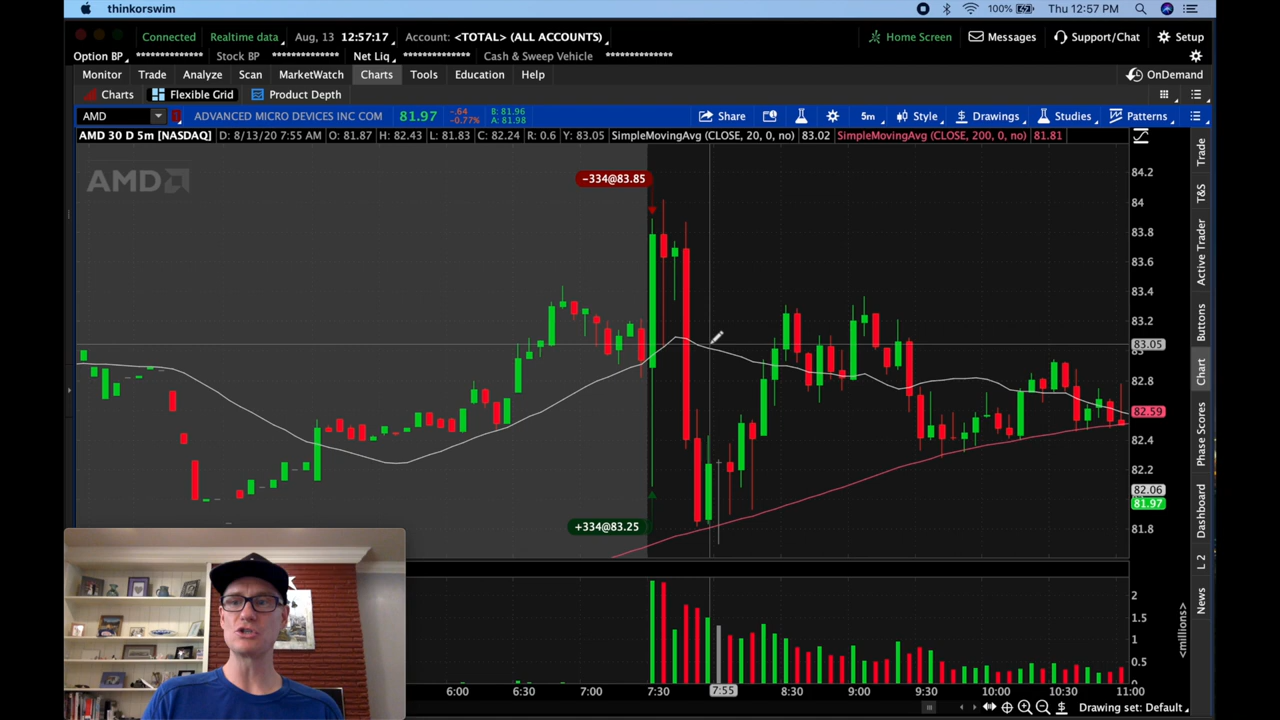 thinkorswim 100% Thu 12:57 PM
Connected Realtime data Aug, 13 12:57:17 Account: <TOTAL> (ALL ACCOUNTS) Home Screen Messages Support/Chat Setup
Option BP ************** Stock BP ************** Net Liq ************** Cash & Sweep Vehicle **************
Monitor Trade Analyze Scan MarketWatch Charts Tools Education Help OnDemand
Charts Flexible Grid Product Depth
AMD ADVANCED MICRO DEVICES INC COM 81.97 -.64 -0.77% B: 81.96 A: 81.98 Share 5m Style Drawings Studies Patterns
AMD 30 D 5m [NASDAQ] D: 8/13/20 7:55 AM O: 81.87 H: 82.43 L: 81.83 C: 82.24 R: 0.6 Y: 83.05 SimpleMovingAvg (CLOSE, 20, 0, no) 83.02 SimpleMovingAvg (CLOSE, 200, 0, no) 81.81
AMD
−334@83.85
+334@83.25
84.2
84
83.8
83.6
83.4
83.2
83.05
83
82.8
82.59
82.4
82.2
82.06
81.97
81.8
2
1.5
1
0.5
0
<millions>
6:00 6:30 7:00 7:30 7:55 8:30 9:00 9:30 10:00 10:30 11:00
Drawing set: Default
Trade
T&S
Active Trader
Buttons
Chart
Phase Scores
Dashboard
L 2
News